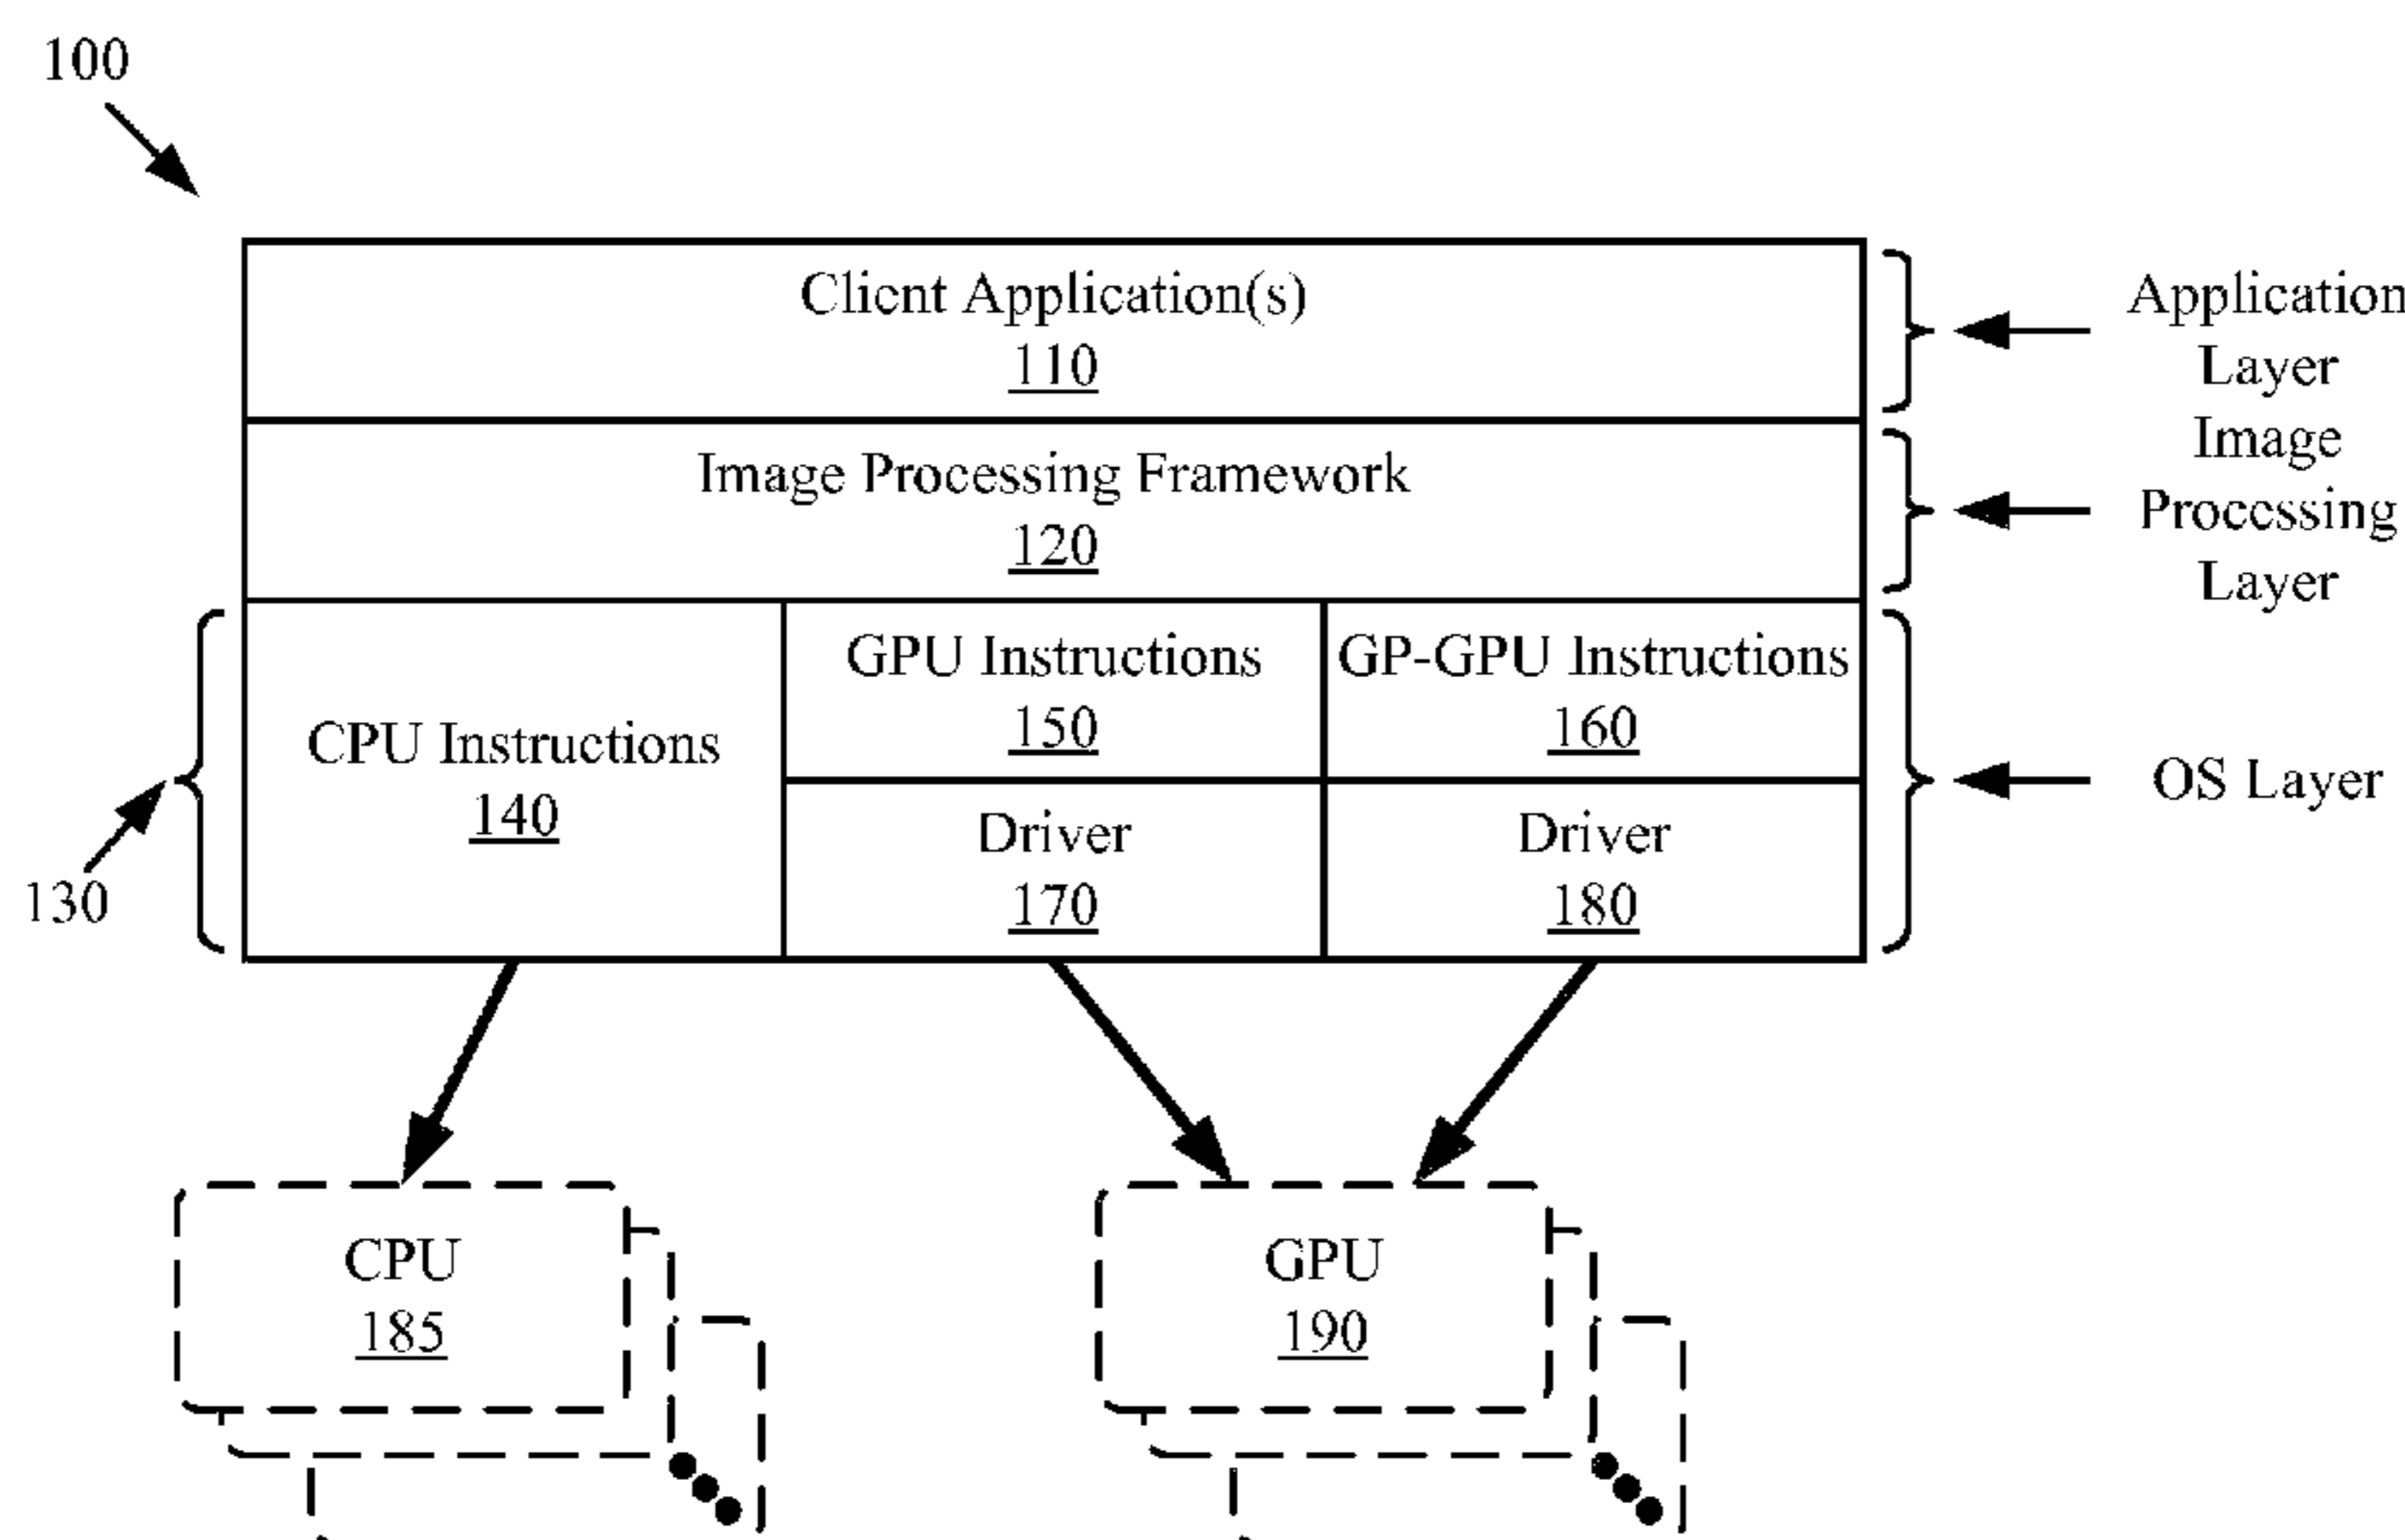 100
Client Application(s)
110
Application
Layer
Image Processing Framework
120
Image
Processing
Layer
CPU Instructions
140
GPU Instructions
150
GP-GPU Instructions
160
Driver
170
Driver
180
OS Layer
130
CPU
185
GPU
190